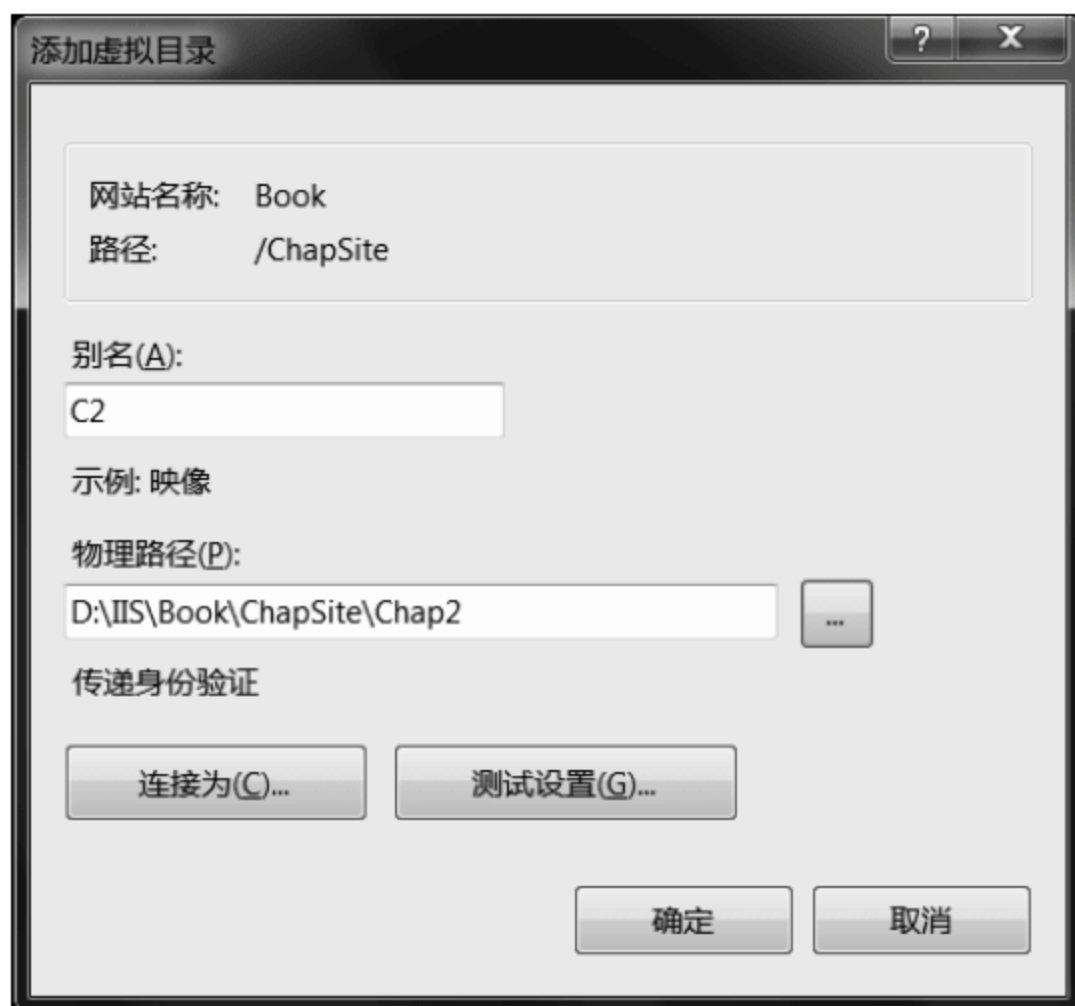 添加虚拟目录
?
X
网站名称: Book
路径: /ChapSite
别名(A):
C2
示例: 映像
物理路径(P):
D:\IIS\Book\ChapSite\Chap2
...
传递身份验证
连接为(C)... 测试设置(G)...
确定 取消